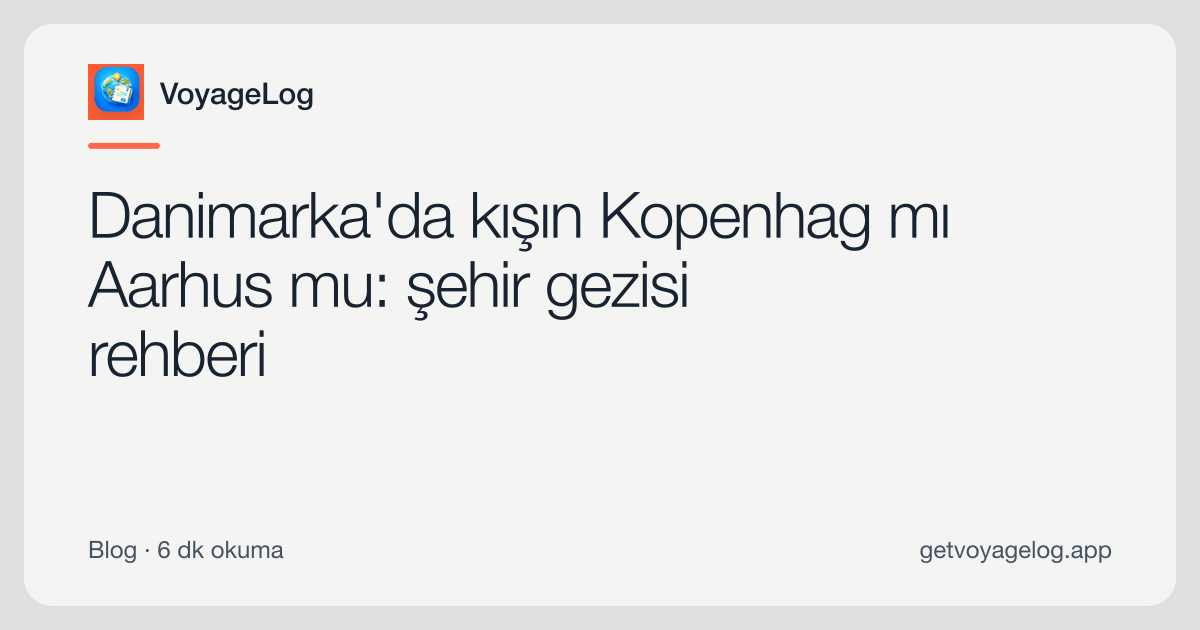 VoyageLog
Danimarka'da kışın Kopenhag mı
Aarhus mu: şehir gezisi
rehberi
Blog · 6 dk okuma
getvoyagelog.app